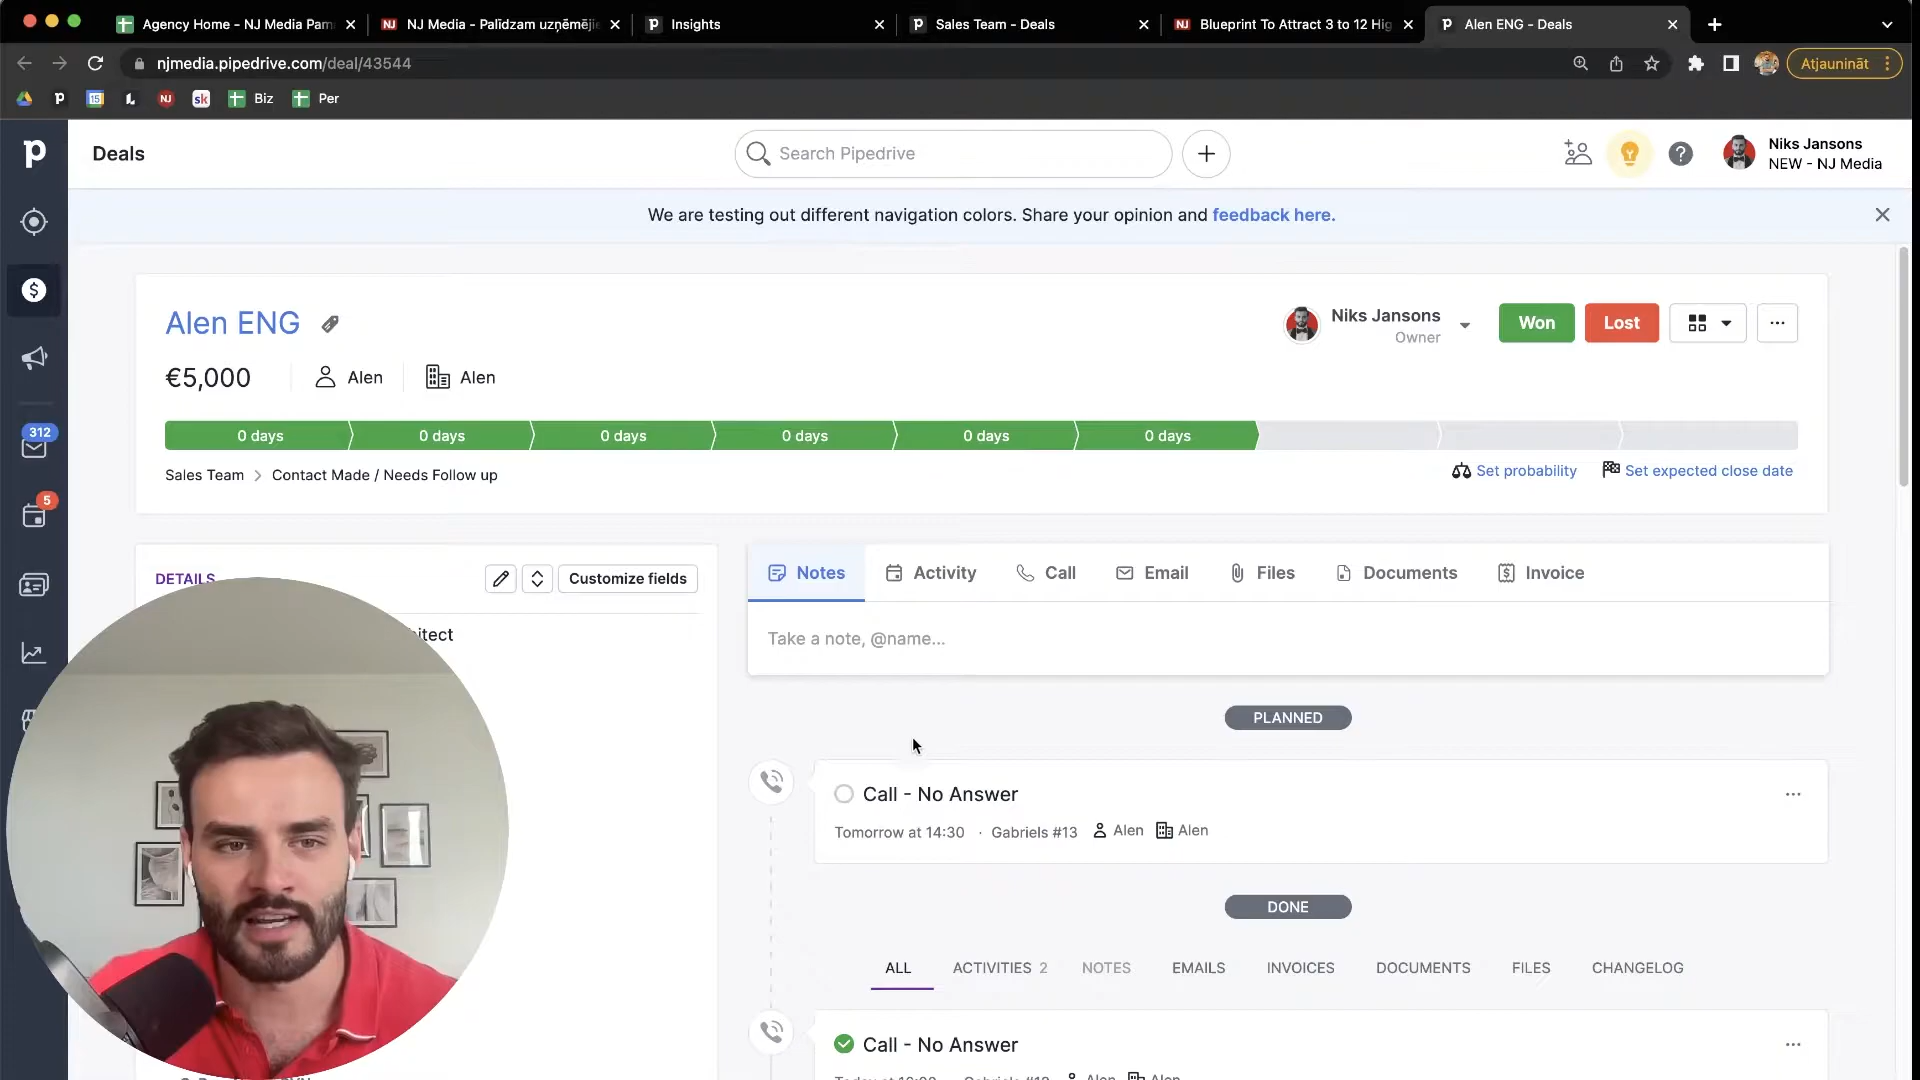 Agency Home - NJ Media Pam
NJ Media - Palīdzam uzņēmēji
Insights
Sales Team - Deals
Blueprint To Attract 3 to 12 Hig
Alen ENG - Deals
njmedia.pipedrive.com/deal/43544
Atjaunināt
Biz
Per
Deals
Search Pipedrive
Niks Jansons
NEW - NJ Media
We are testing out different navigation colors. Share your opinion and feedback here.
Alen ENG
Niks Jansons
Owner
Won
Lost
€5,000
Alen
Alen
0 days
0 days
0 days
0 days
0 days
0 days
Sales Team > Contact Made / Needs Follow up
Set probability
Set expected close date
312
5
DETAILS
Customize fields
itect
Notes
Activity
Call
Email
Files
Documents
Invoice
Take a note, @name...
PLANNED
Call - No Answer
Tomorrow at 14:30 · Gabriels #13 Alen Alen
DONE
ALL
ACTIVITIES 2
NOTES
EMAILS
INVOICES
DOCUMENTS
FILES
CHANGELOG
Call - No Answer